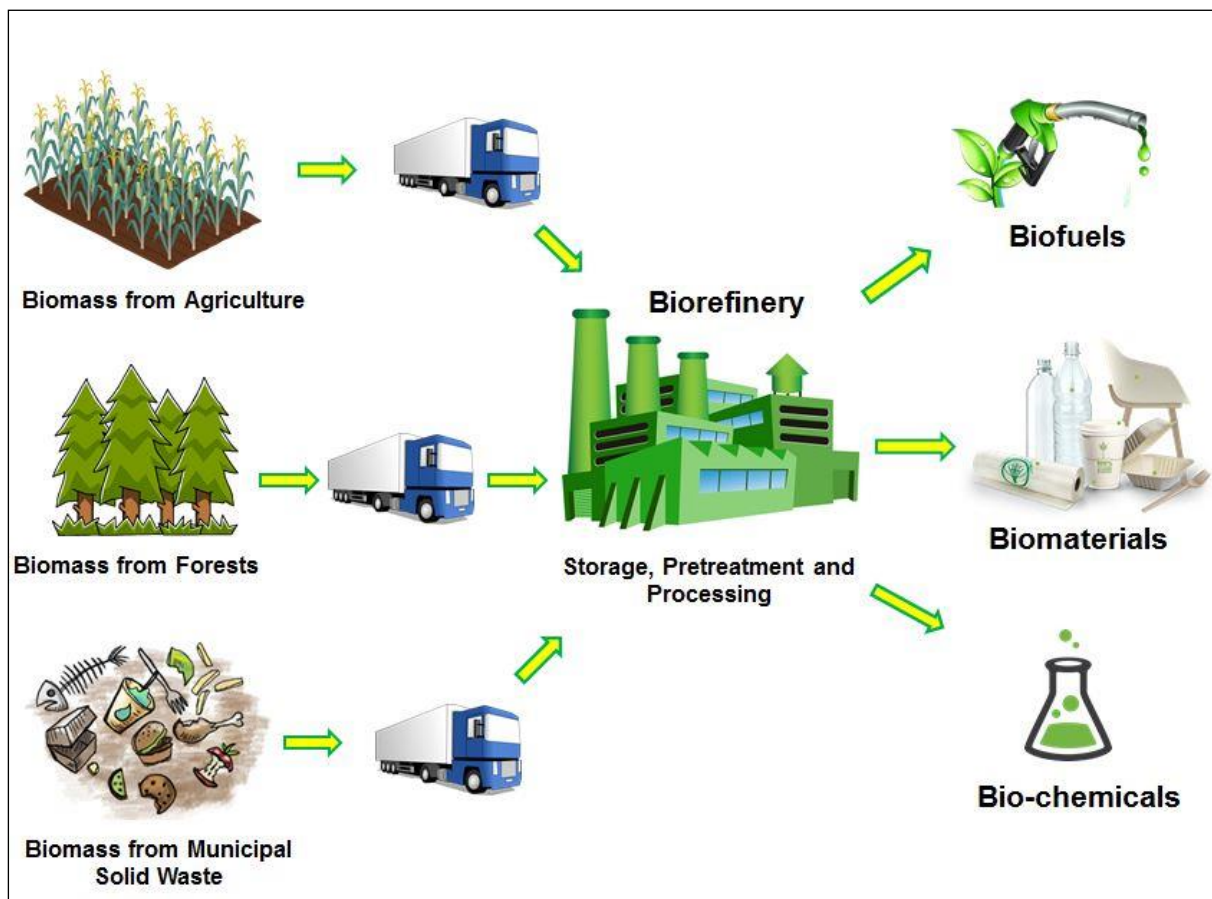 Biomass from Agriculture
Biofuels
Biorefinery
Biomass from Forests
Storage, Pretreatment and
Processing
Biomaterials
Biomass from Municipal
Solid Waste
Bio-chemicals